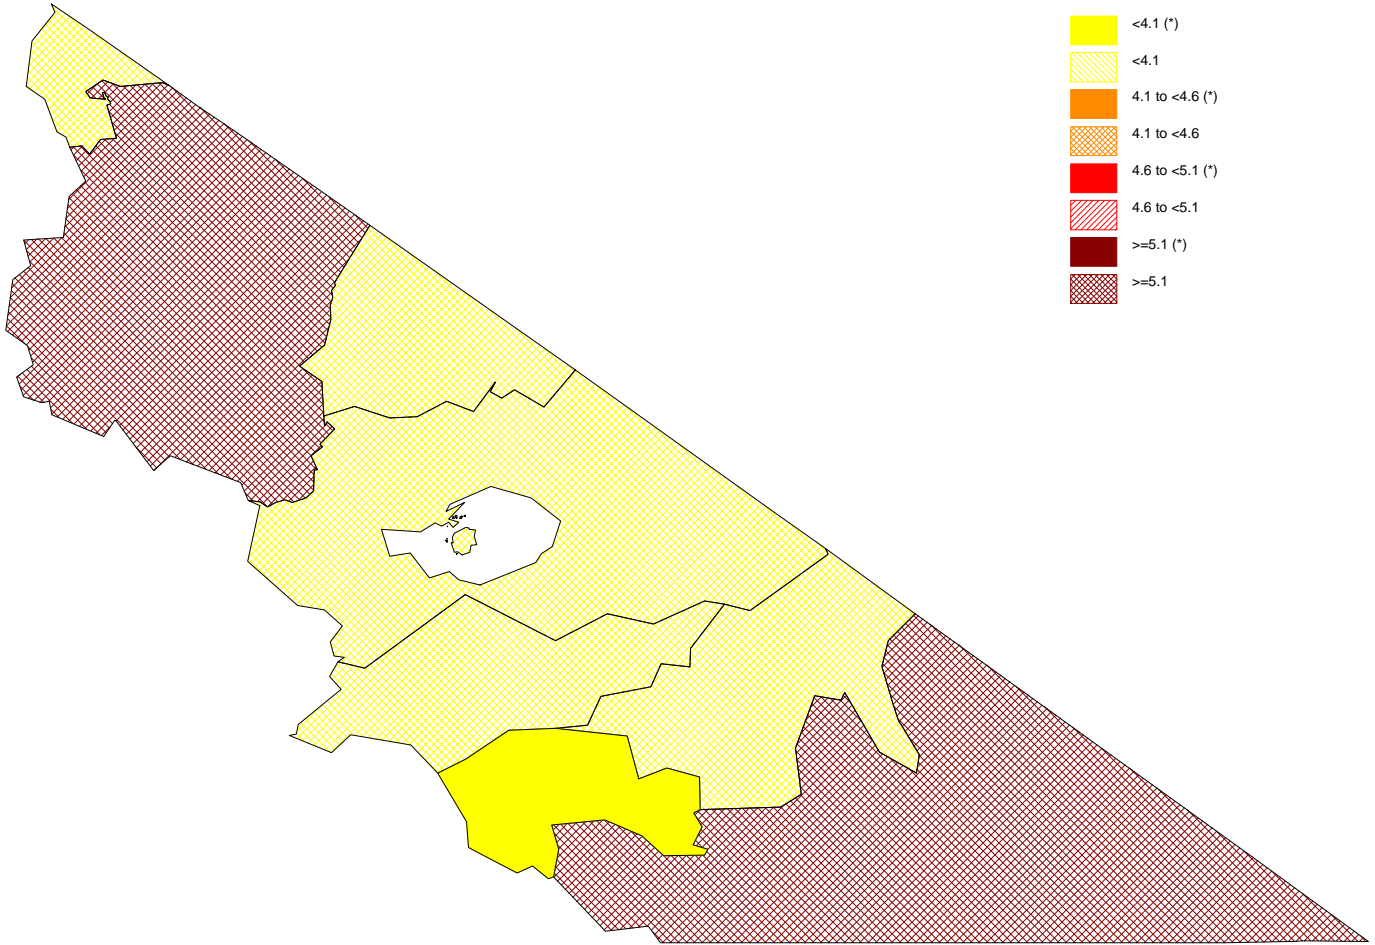 <4.1 (*)
<4.1
4.1 to <4.6 (*)
4.1 to <4.6
4.6 to <5.1 (*)
4.6 to <5.1
>=5.1 (*)
>=5.1